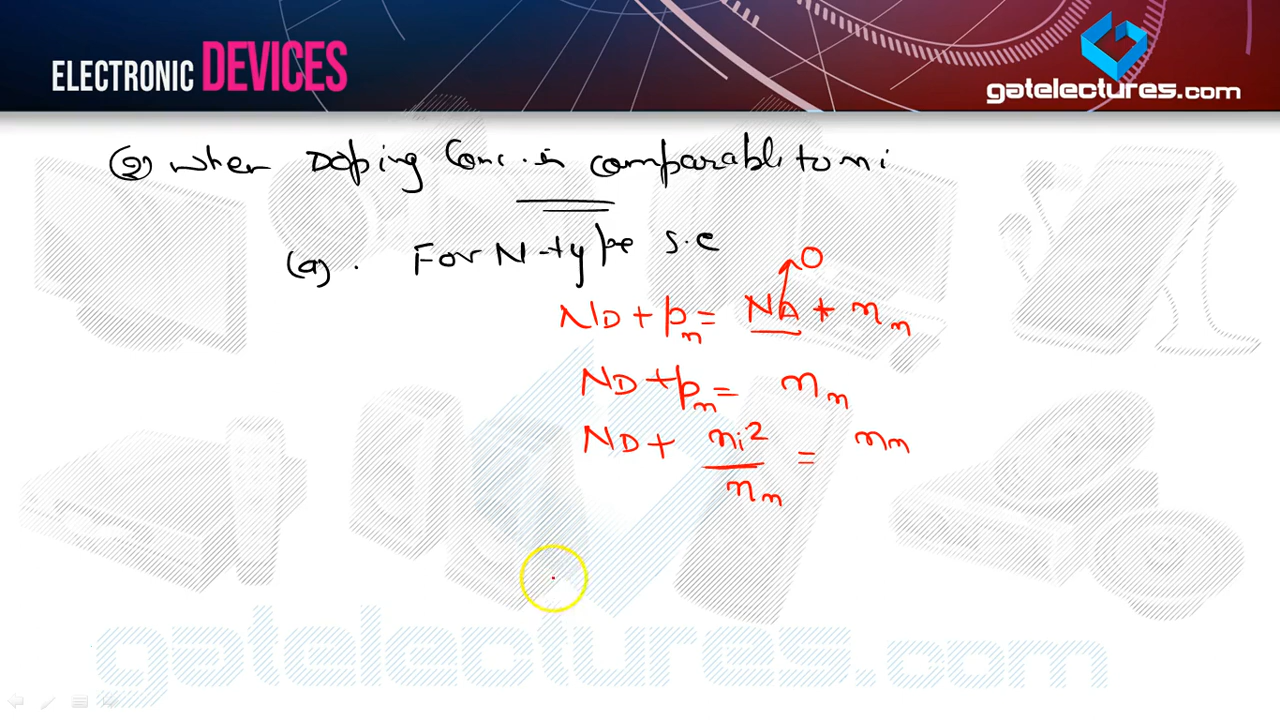 ELECTRONIC DEVICES
gatelectures.com
(2) when Doping Conc. is comparable to ni
(a). For N-type s.c
ND + pn = NA + nn
0
ND + pn = nn
ND + ni² / nn = nn
gatelectures.com